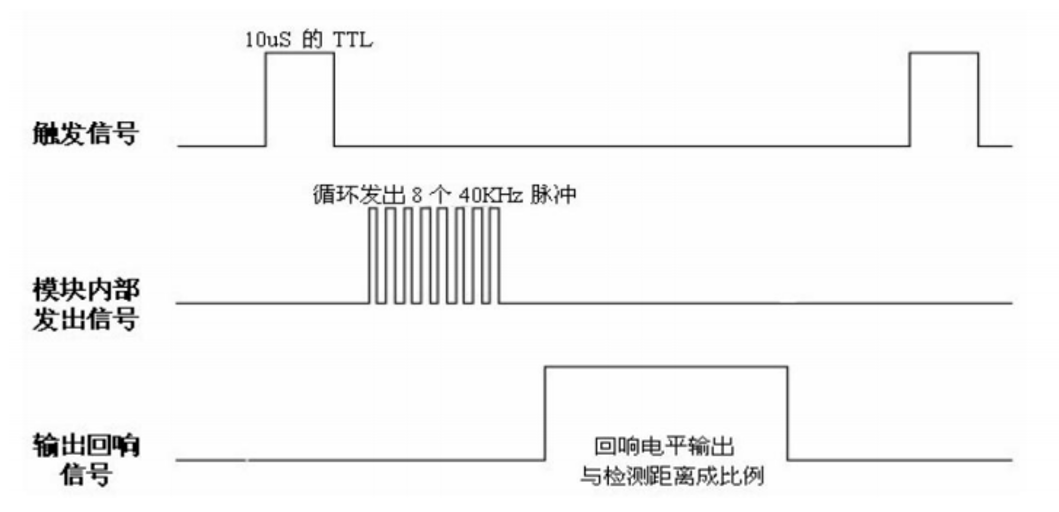 10uS 的 TTL
触发信号
循环发出 8 个 40KHz 脉冲
模块内部
发出信号
输出回响
信号
回响电平输出
与检测距离成比例